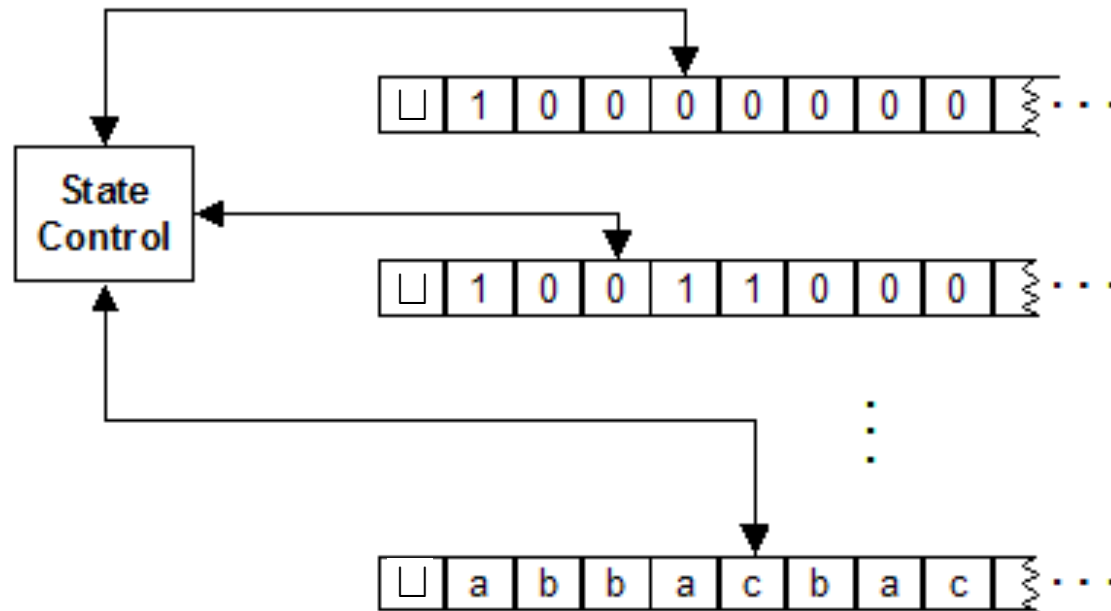 ⊔ 1 0 0 0 0 0 0 0 . . .
State
Control
⊔ 1 0 0 1 1 0 0 0 . . .
⊔ a b b a c b a c . . .